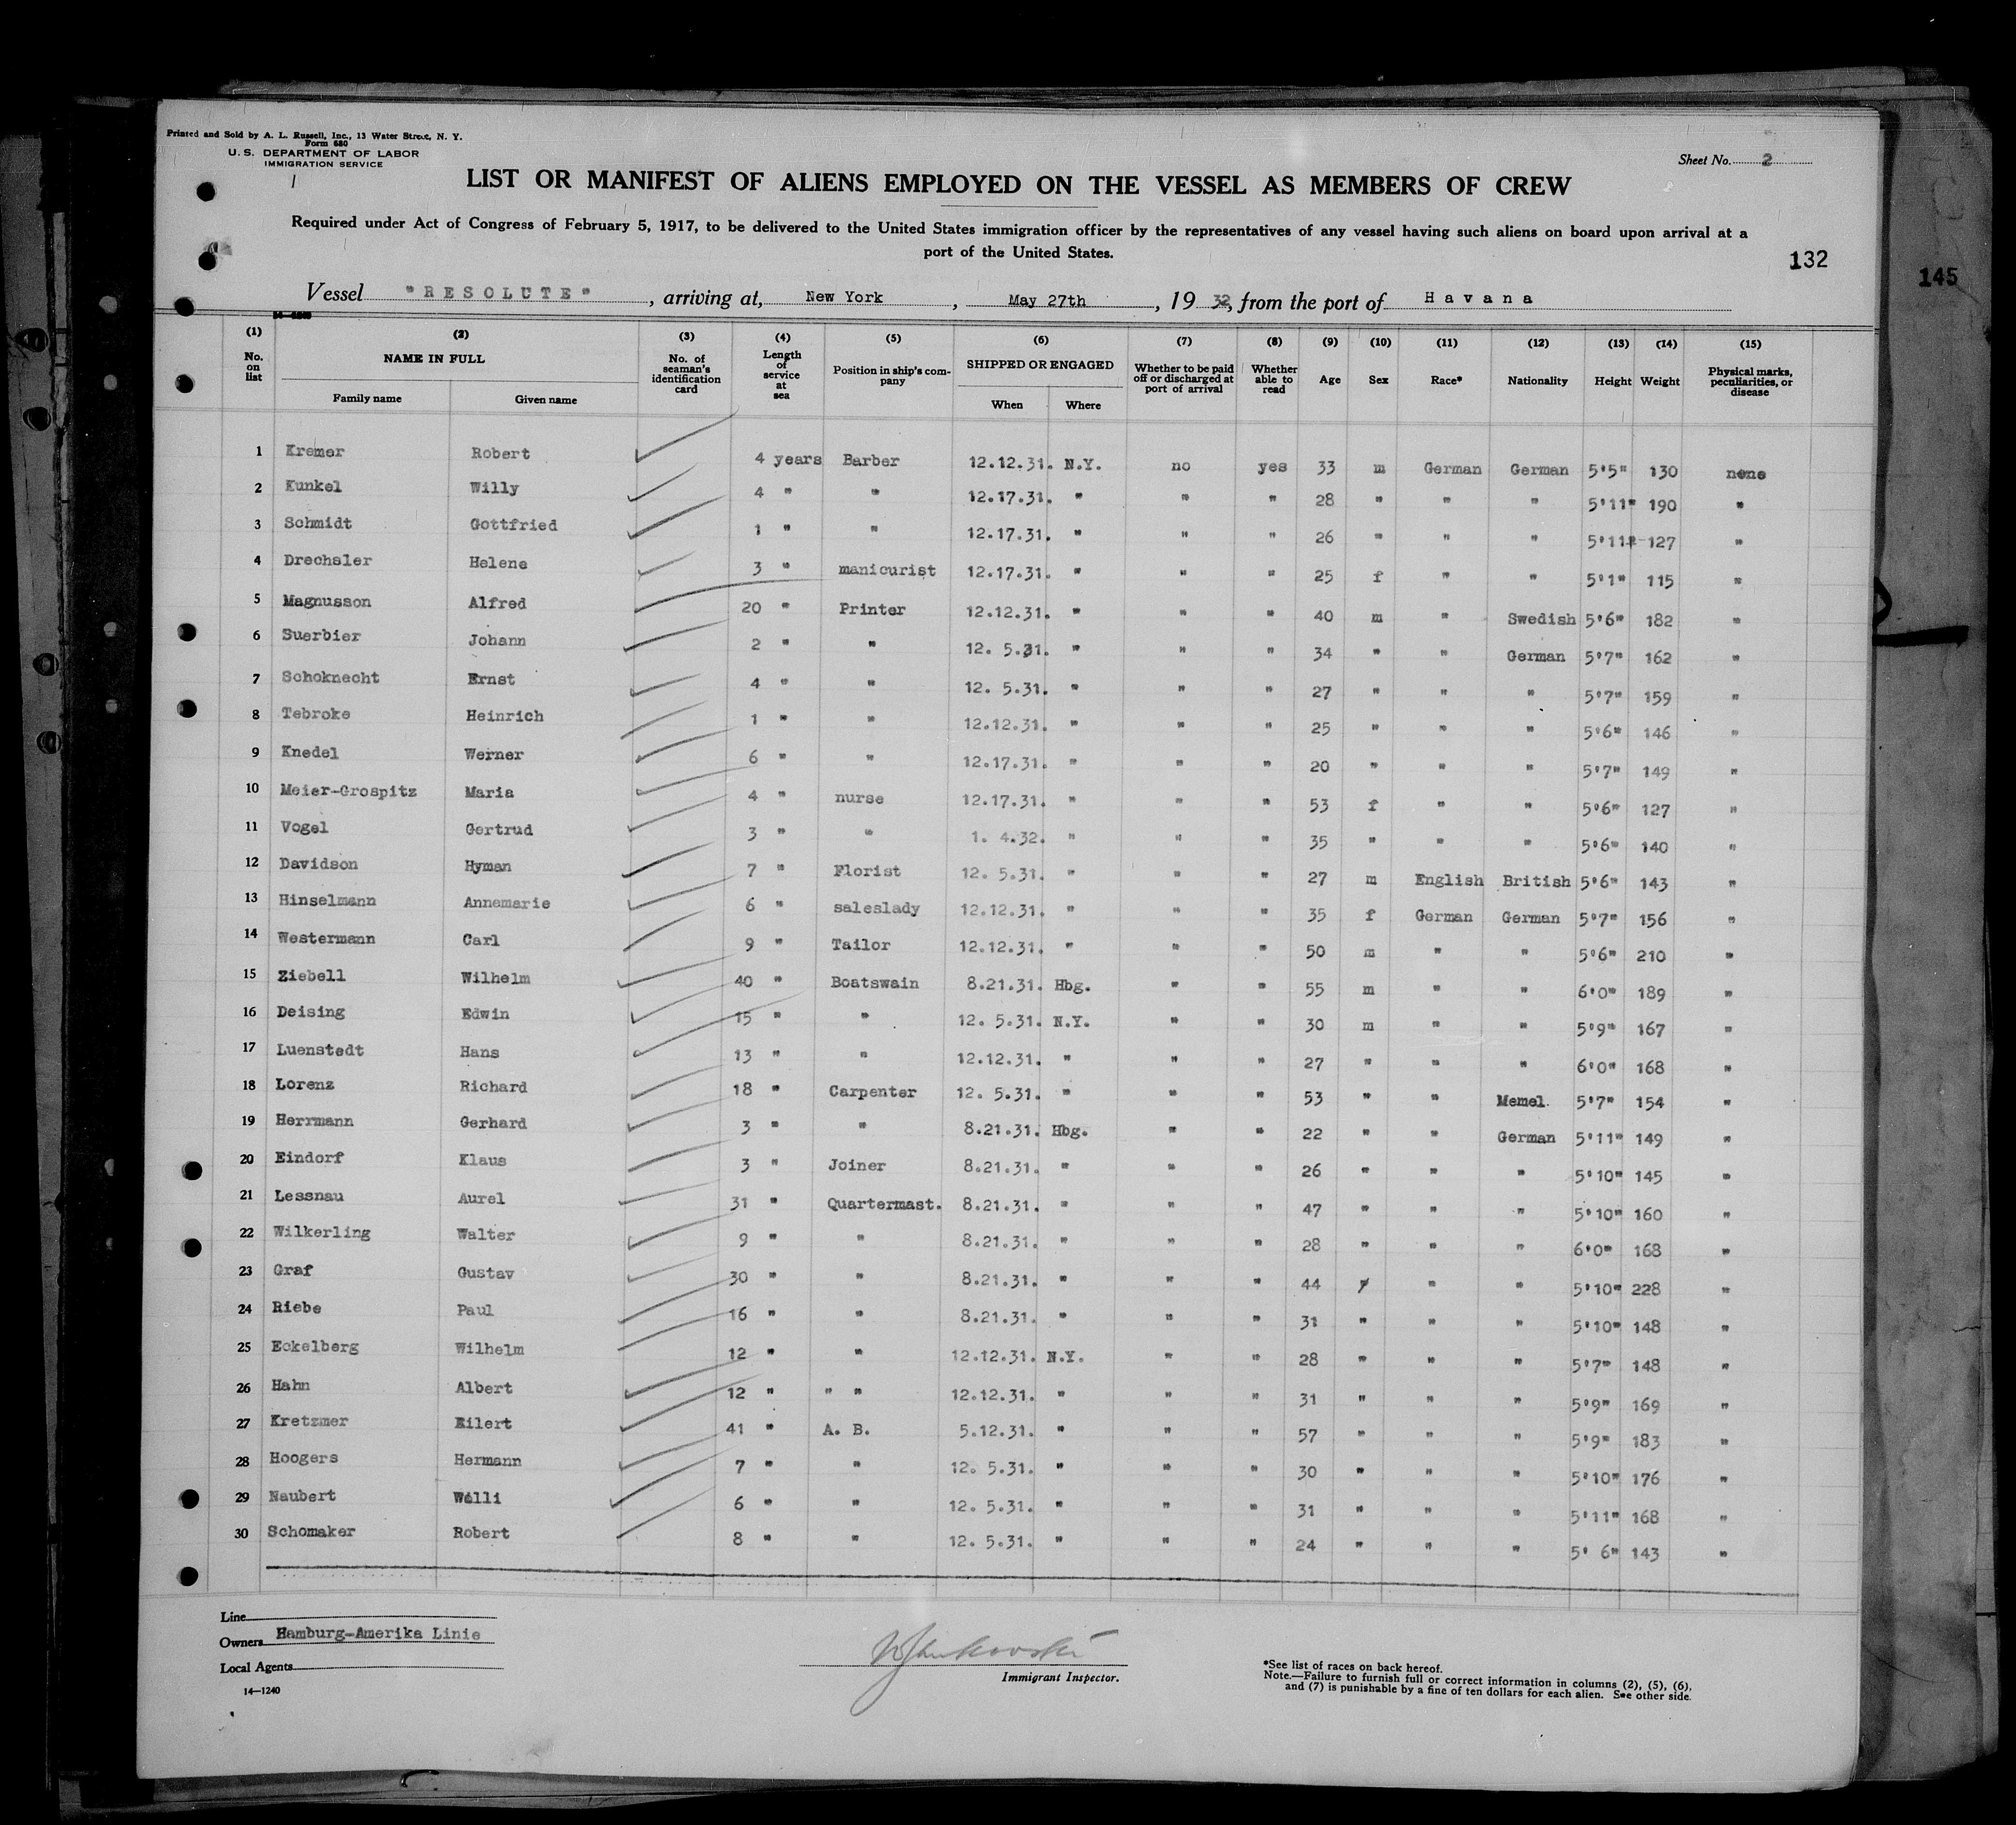 Printed and Sold by A. L. Russell, Inc., 13 Water Street, N. Y.
Form 680
U. S. DEPARTMENT OF LABOR
IMMIGRATION SERVICE
Sheet No. 2
LIST OR MANIFEST OF ALIENS EMPLOYED ON THE VESSEL AS MEMBERS OF CREW
Required under Act of Congress of February 5, 1917, to be delivered to the United States immigration officer by the representatives of any vessel having such aliens on board upon arrival at a
port of the United States.
132
145
Vessel "RESOLUTE", arriving at, New York, May 27th, 1932, from the port of Havana
(1) (2) (3) (4) (5) (6) (7) (8) (9) (10) (11) (12) (13) (14) (15)
No. on list NAME IN FULL Family name Given name No. of seaman's identification card Length of service at sea Position in ship's company SHIPPED OR ENGAGED When Where Whether to be paid off or discharged at port of arrival Whether able to read Age Sex Race* Nationality Height Weight Physical marks, peculiarities, or disease
1 Kremer Robert 4 years Barber 12.12.31. N.Y. no yes 33 m German German 5'5" 130 none
2 Kunkel Willy 4 " " 12.17.31. " " " 28 " " " 5'11" 190 "
3 Schmidt Gottfried 1 " " 12.17.31. " " " 26 " " " 5'11" 127 "
4 Drechsler Helene 3 " manicurist 12.17.31. " " " 25 f " " 5'1" 115 "
5 Magnusson Alfred 20 " Printer 12.12.31. " " " 40 m " Swedish 5'6" 182 "
6 Suerbier Johann 2 " " 12. 5.31. " " " 34 " " German 5'7" 162 "
7 Schoknecht Ernst 4 " " 12. 5.31. " " " 27 " " " 5'7" 159 "
8 Tebroke Heinrich 1 " " 12.12.31. " " " 25 " " " 5'6" 146 "
9 Knedel Werner 6 " " 12.17.31. " " " 20 " " " 5'7" 149 "
10 Meier-Grospitz Maria 4 " nurse 12.17.31. " " " 53 f " " 5'6" 127 "
11 Vogel Gertrud 3 " " 1. 4.32. " " " 35 " " " 5'6" 140 "
12 Davidson Hyman 7 " Florist 12. 5.31. " " " 27 m English British 5'6" 143 "
13 Hinselmann Annemarie 6 " saleslady 12.12.31. " " " 35 f German German 5'7" 156 "
14 Westermann Carl 9 " Tailor 12.12.31. " " " 50 m " " 5'6" 210 "
15 Ziebell Wilhelm 40 " Boatswain 8.21.31. Hbg. " " 55 m " " 6'0" 189 "
16 Deising Edwin 15 " " 12. 5.31. N.Y. " " 30 m " " 5'9" 167 "
17 Luenstedt Hans 13 " " 12.12.31. " " " 27 " " " 6'0" 168 "
18 Lorenz Richard 18 " Carpenter 12. 5.31. " " " 53 " " Memel. 5'7" 154 "
19 Herrmann Gerhard 3 " " 8.21.31. Hbg. " " 22 " " German 5'11" 149 "
20 Eindorf Klaus 3 " Joiner 8.21.31. " " " 26 " " " 5'10" 145 "
21 Lessnau Aurel 31 " Quartermast. 8.21.31. " " " 47 " " " 5'10" 160 "
22 Wilkerling Walter 9 " " 8.21.31. " " " 28 " " " 6'0" 168 "
23 Graf Gustav 30 " " 8.21.31. " " " 44 " " " 5'10" 228 "
24 Riebe Paul 16 " " 8.21.31. " " " 31 " " " 5'10" 148 "
25 Eckelberg Wilhelm 12 " " 12.12.31. N.Y. " " 28 " " " 5'7" 148 "
26 Hahn Albert 12 " " " 12.12.31. " " " 31 " " " 5'9" 169 "
27 Kretzmer Eilert 41 " A. B. 5.12.31. " " " 57 " " " 5'9" 183 "
28 Hoogers Hermann 7 " " 12. 5.31. " " " 30 " " " 5'10" 176 "
29 Naubert Willi 6 " " 12. 5.31. " " " 31 " " " 5'11" 168 "
30 Schomaker Robert 8 " " 12. 5.31. " " " 24 " " " 5' 6" 143 "
Line
Owners Hamburg-Amerika Linie
Local Agents
14—1240
Immigrant Inspector.
*See list of races on back hereof.
Note.—Failure to furnish full or correct information in columns (2), (5), (6),
and (7) is punishable by a fine of ten dollars for each alien. See other side.